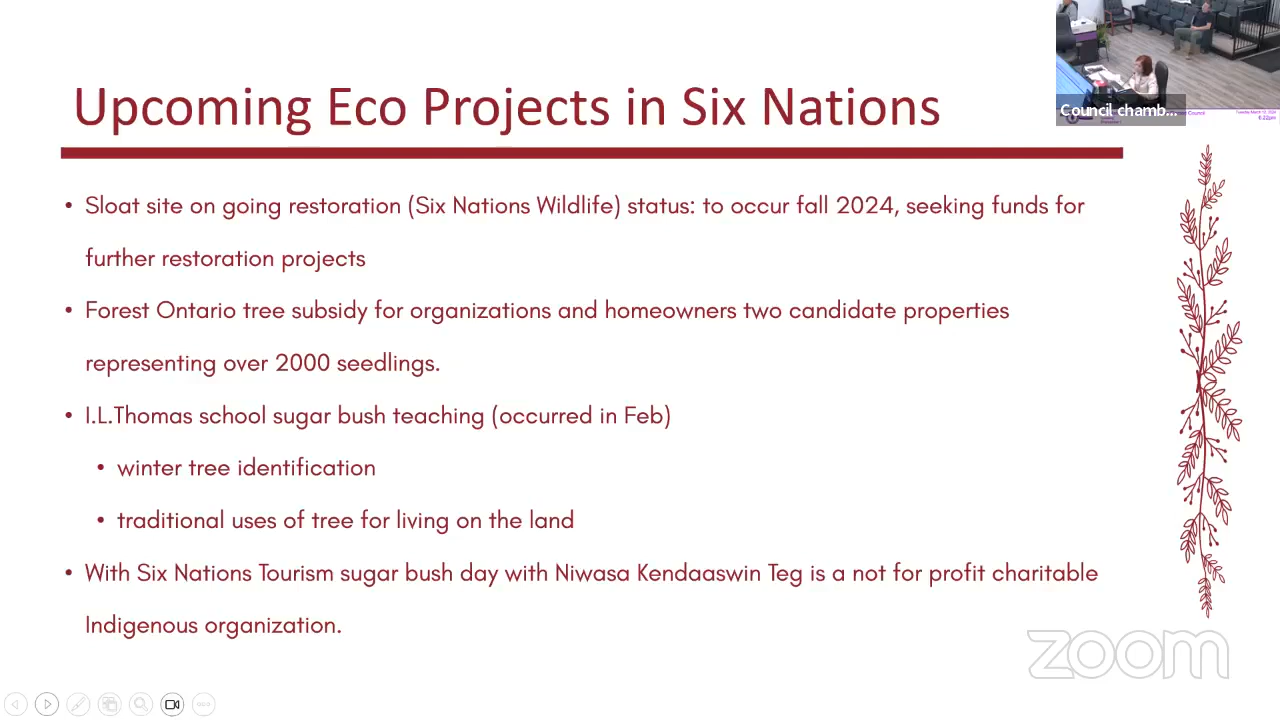 Upcoming Eco Projects in Six Nations
Council chamb...
6:22pm
• Sloat site on going restoration (Six Nations Wildlife) status: to occur fall 2024, seeking funds for
further restoration projects
• Forest Ontario tree subsidy for organizations and homeowners two candidate properties
representing over 2000 seedlings.
• I.L.Thomas school sugar bush teaching (occurred in Feb)
• winter tree identification
• traditional uses of tree for living on the land
• With Six Nations Tourism sugar bush day with Niwasa Kendaaswin Teg is a not for profit charitable
Indigenous organization.
zoom